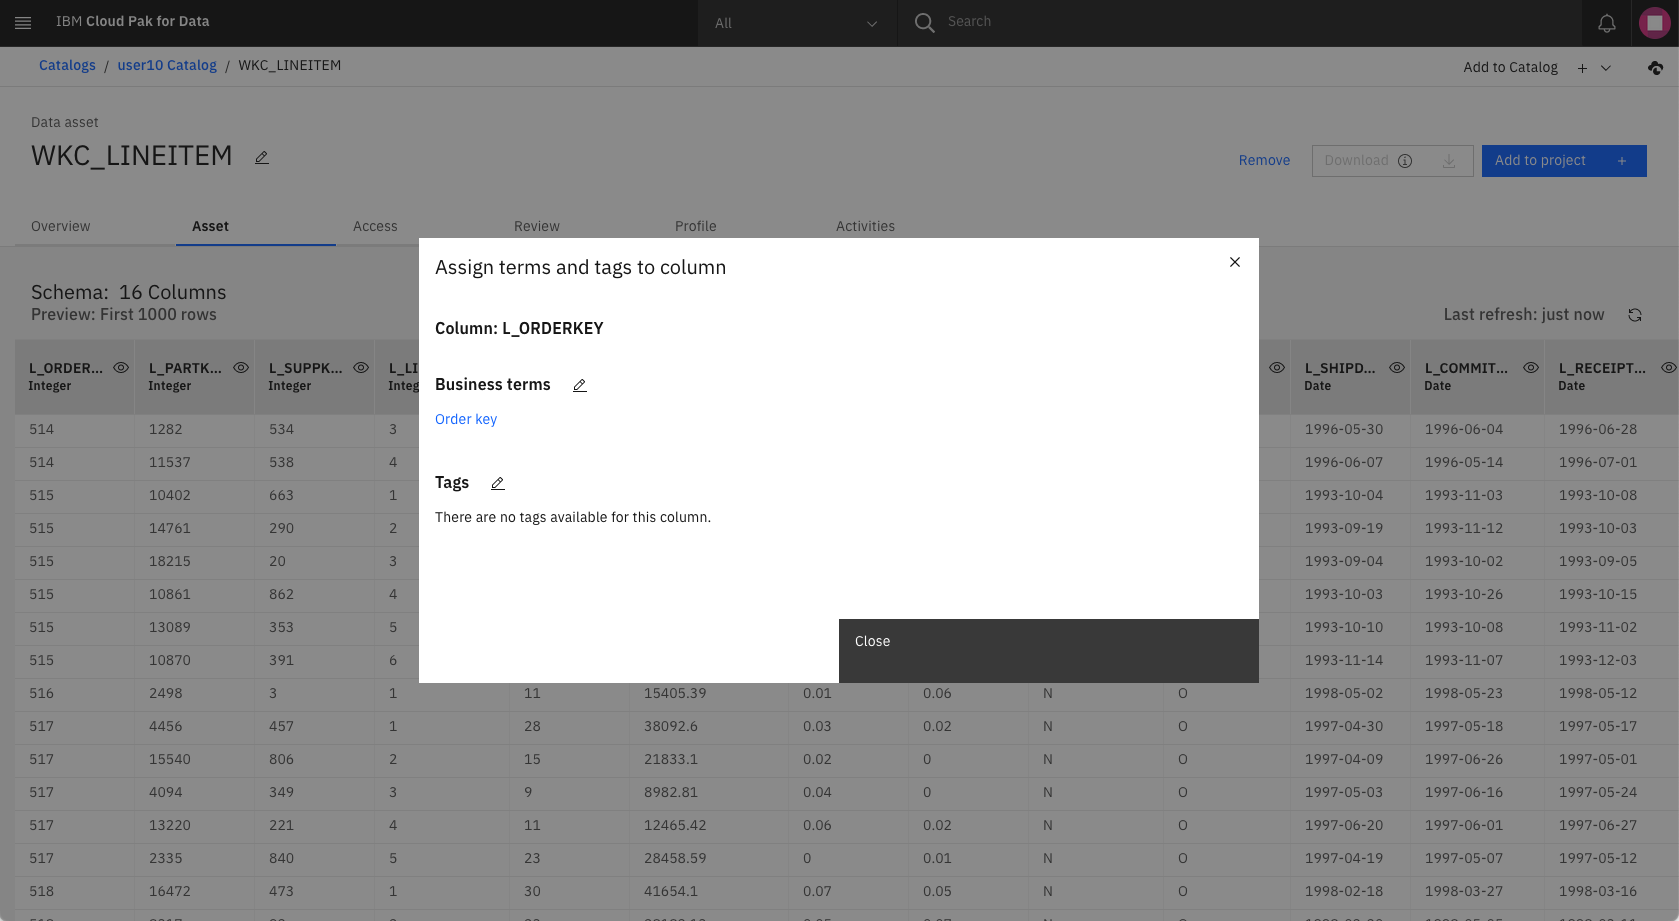 IBM Cloud Pak for Data
All
Search
Catalogs / user10 Catalog / WKC_LINEITEM
Add to Catalog +
Data asset
WKC_LINEITEM
Remove
Download
Add to project +
Overview Asset Access Review Profile Activities
Assign terms and tags to column
Schema: 16 Columns
Preview: First 1000 rows
Last refresh: just now
Column: L_ORDERKEY
L_ORDER... L_PARTK... L_SUPPK... L_LI L_SHIPD... L_COMMIT... L_RECEIPT...
Integer Integer Integer Integ Date Date Date
Business terms
Order key
Tags
There are no tags available for this column.
Close
514 1282 534 3 1996-05-30 1996-06-04 1996-06-28
514 11537 538 4 1996-06-07 1996-05-14 1996-07-01
515 10402 663 1 1993-10-04 1993-11-03 1993-10-08
515 14761 290 2 1993-09-19 1993-11-12 1993-10-03
515 18215 20 3 1993-09-04 1993-10-02 1993-09-05
515 10861 862 4 1993-10-03 1993-10-26 1993-10-15
515 13089 353 5 1993-10-10 1993-10-08 1993-11-02
515 10870 391 6 1993-11-14 1993-11-07 1993-12-03
516 2498 3 1 11 15405.39 0.01 0.06 N O 1998-05-02 1998-05-23 1998-05-12
517 4456 457 1 28 38092.6 0.03 0.02 N O 1997-04-30 1997-05-18 1997-05-17
517 15540 806 2 15 21833.1 0.02 0 N O 1997-04-09 1997-06-26 1997-05-01
517 4094 349 3 9 8982.81 0.04 0 N O 1997-05-03 1997-06-16 1997-05-24
517 13220 221 4 11 12465.42 0.06 0.02 N O 1997-06-20 1997-06-01 1997-06-27
517 2335 840 5 23 28458.59 0 0.01 N O 1997-04-19 1997-05-07 1997-05-12
518 16472 473 1 30 41654.1 0.07 0.05 N O 1998-02-18 1998-03-27 1998-03-16